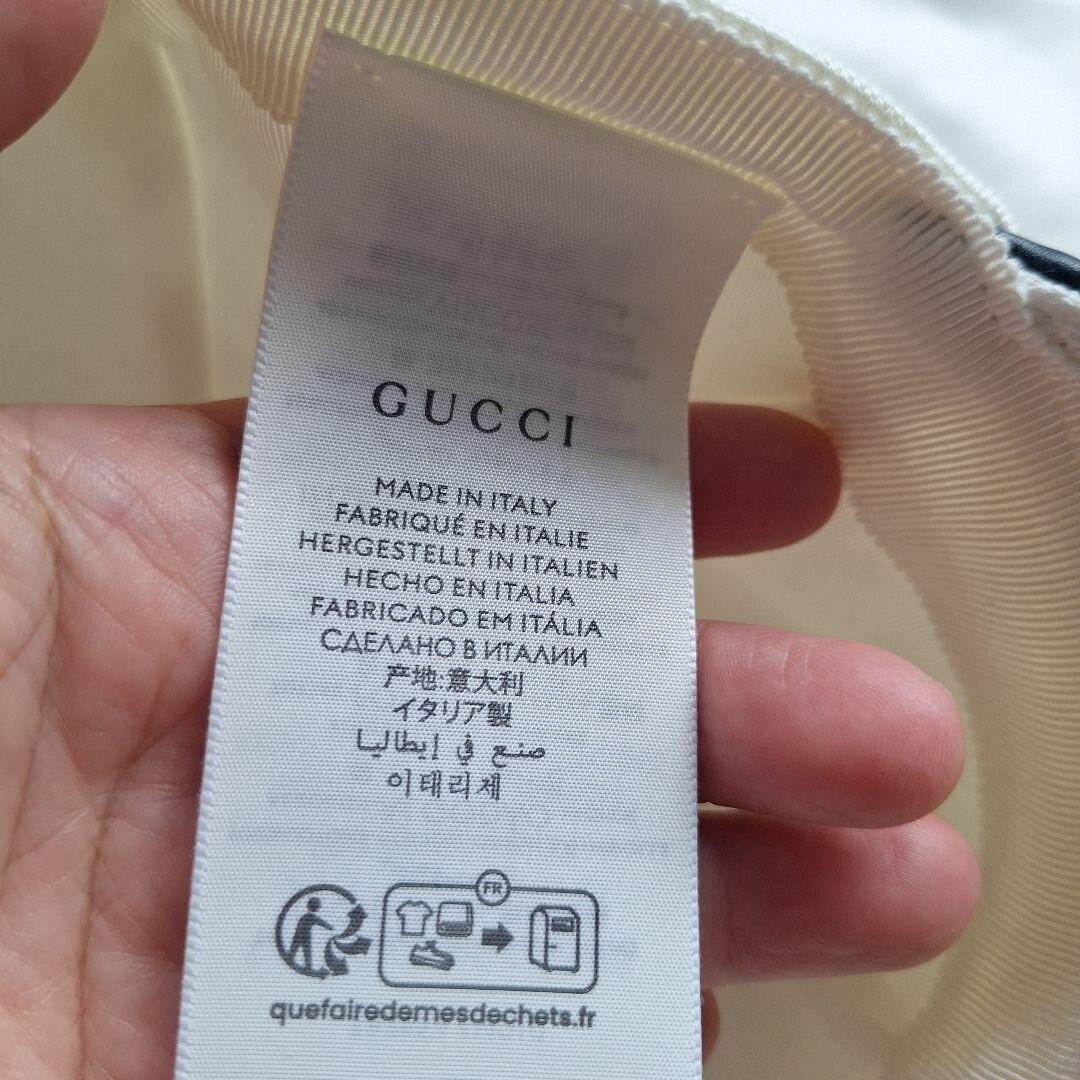 GUCCI
MADE IN ITALY
FABRIQUÉ EN ITALIE
HERGESTELLT IN ITALIEN
HECHO EN ITALIA
FABRICADO EM ITÁLIA
СДЕЛАНО В ИТАЛИИ
产地:意大利
イタリア製
صنع في إيطاليا
이태리제
FR
quefairedemesdechets.fr